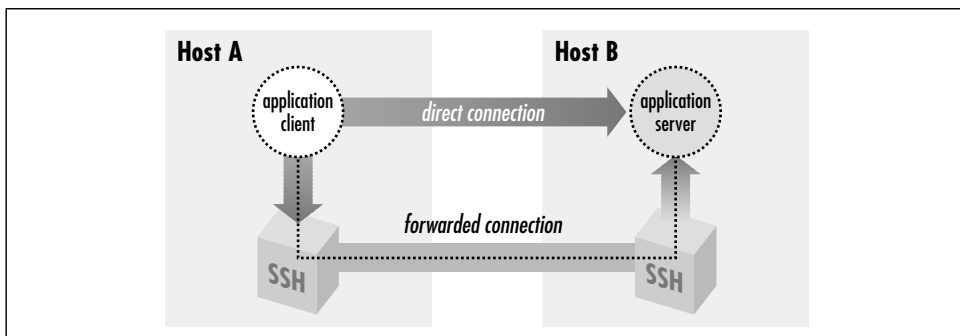 Host A
Host B
application
client
direct connection
application
server
forwarded connection
SSH
SSH